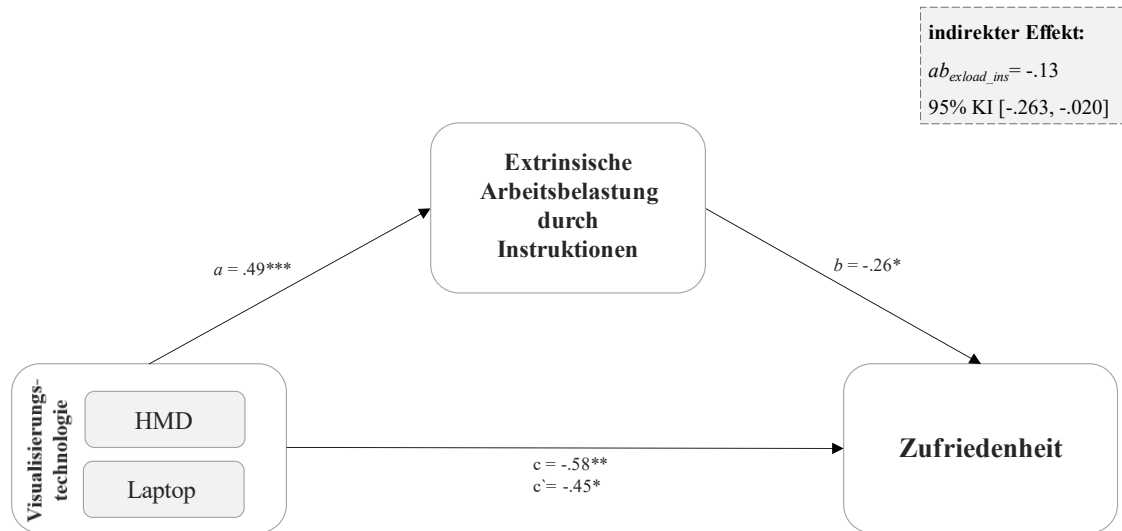 indirekter Effekt:
ab_exload_ins= -.13
95% KI [-.263, -.020]
Extrinsische
Arbeitsbelastung
durch
Instruktionen
a = .49***
b = -.26*
Visualisierungs-
technologie
HMD
Laptop
c = -.58**
c`= -.45*
Zufriedenheit